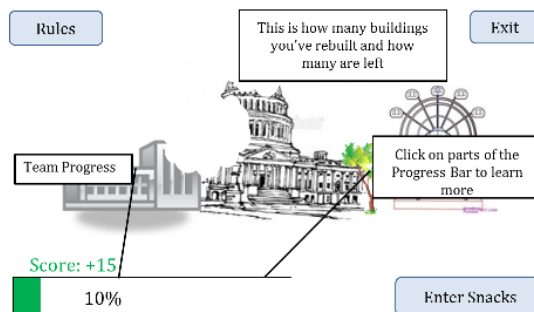 Rules
This is how many buildings
you've rebuilt and how
many are left
Exit
Team Progress
Click on parts of the
Progress Bar to learn
more
Score: +15
10%
Enter Snacks